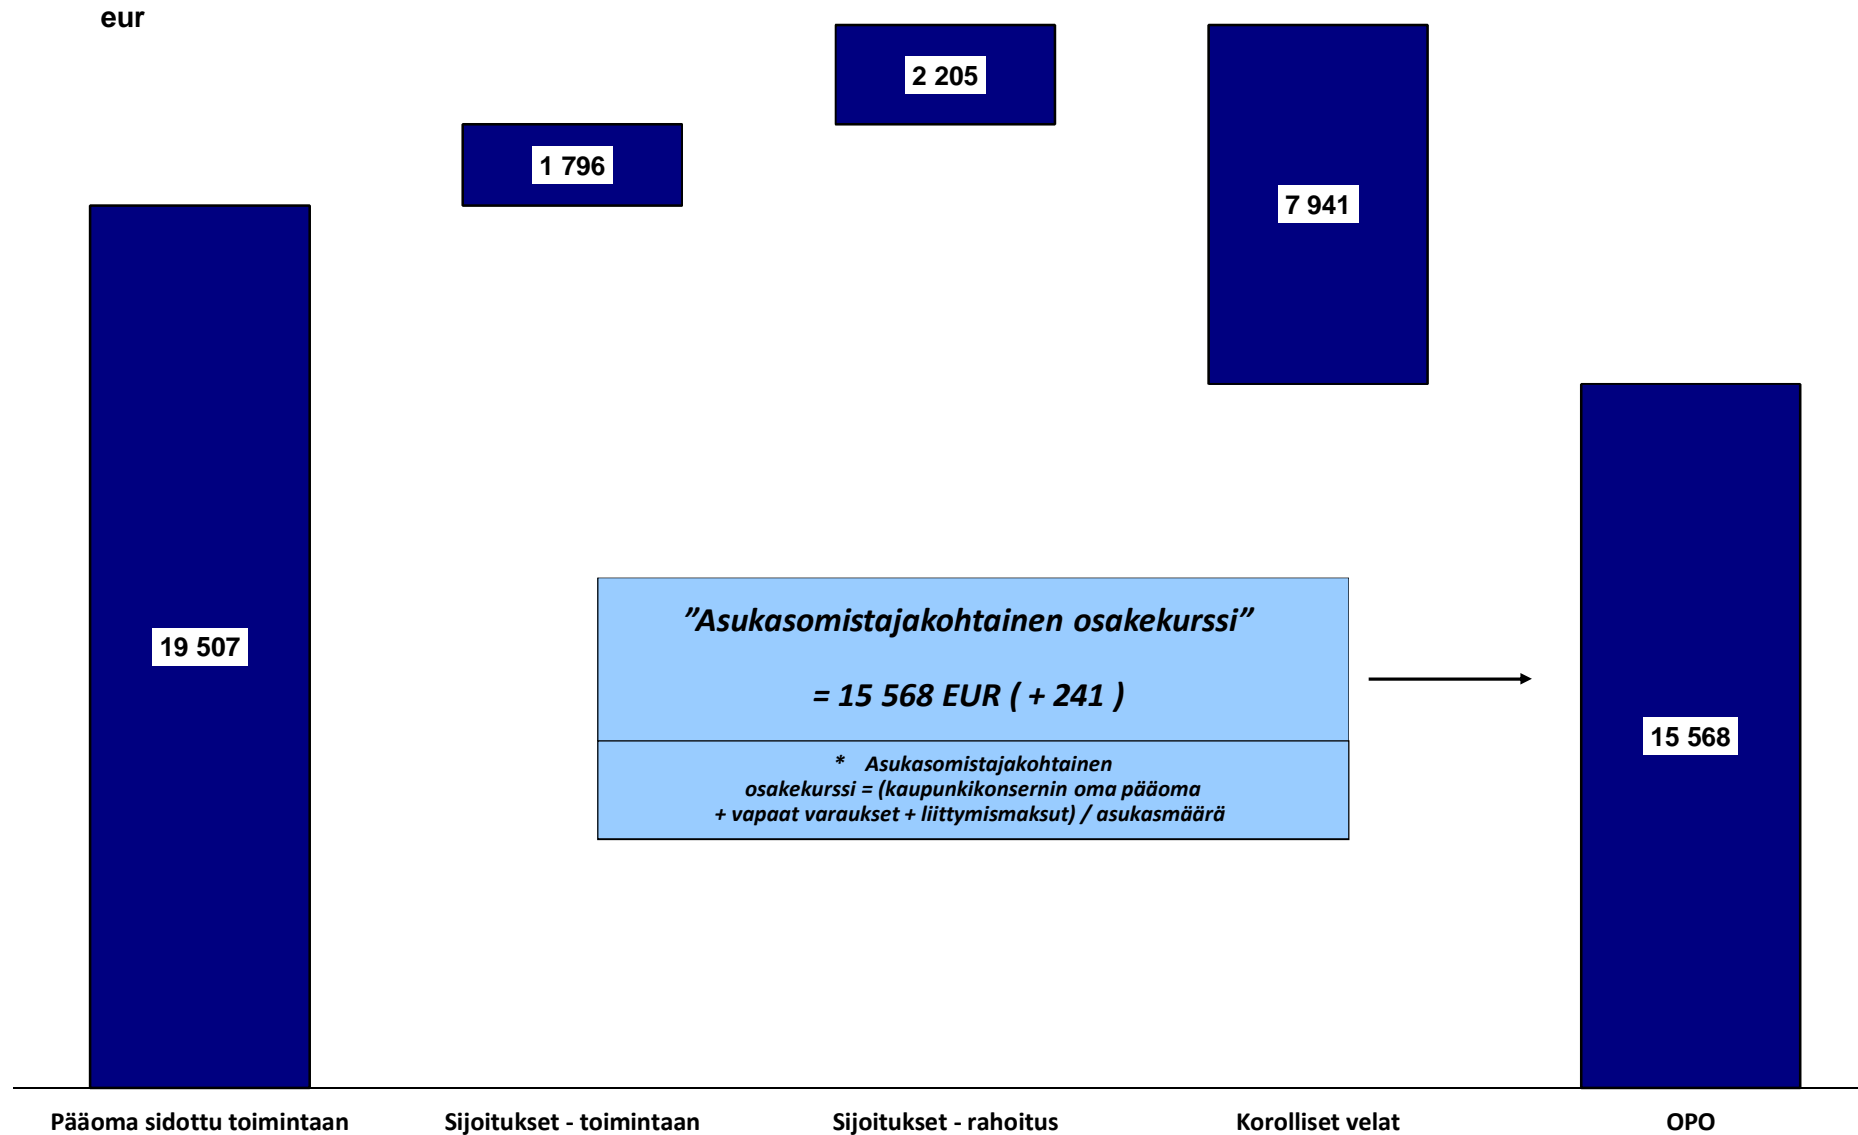 eur
2 205
1 796
7 941
19 507
”Asukasomistajakohtainen osakekurssi”
= 15 568 EUR ( + 241 )
15 568
* Asukasomistajakohtainen
osakekurssi = (kaupunkikonsernin oma pääoma
+ vapaat varaukset + liittymismaksut) / asukasmäärä
Pääoma sidottu toimintaan
Sijoitukset - toimintaan
Sijoitukset - rahoitus
Korolliset velat
OPO